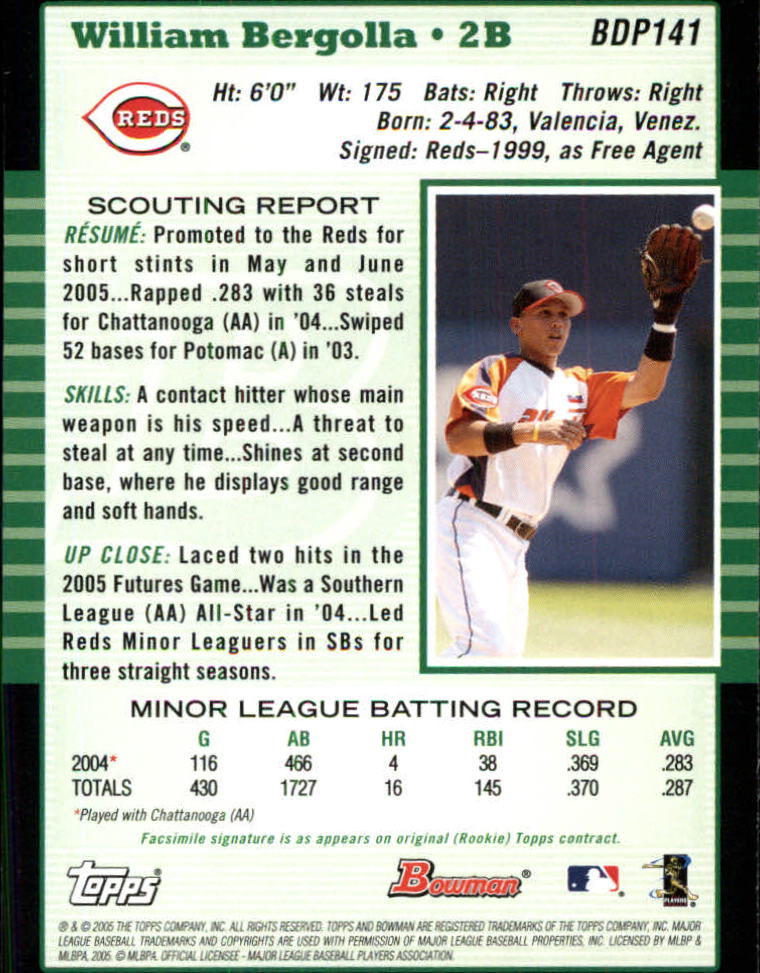 William Bergolla • 2B BDP141
REDS
Ht: 6'0" Wt: 175 Bats: Right Throws: Right
Born: 2-4-83, Valencia, Venez.
Signed: Reds–1999, as Free Agent
SCOUTING REPORT
RÉSUMÉ: Promoted to the Reds for
short stints in May and June
2005...Rapped .283 with 36 steals
for Chattanooga (AA) in '04...Swiped
52 bases for Potomac (A) in '03.
SKILLS: A contact hitter whose main
weapon is his speed...A threat to
steal at any time...Shines at second
base, where he displays good range
and soft hands.
UP CLOSE: Laced two hits in the
2005 Futures Game...Was a Southern
League (AA) All-Star in '04...Led
Reds Minor Leaguers in SBs for
three straight seasons.
REDS
MINOR LEAGUE BATTING RECORD
G AB HR RBI SLG AVG
2004* 116 466 4 38 .369 .283
TOTALS 430 1727 16 145 .370 .287
*Played with Chattanooga (AA)
Facsimile signature is as appears on original (Rookie) Topps contract.
Topps® Bowman® ® PLAYERS
® & © 2005 THE TOPPS COMPANY, INC. ALL RIGHTS RESERVED. TOPPS AND BOWMAN ARE REGISTERED TRADEMARKS OF THE TOPPS COMPANY, INC. MAJOR
LEAGUE BASEBALL TRADEMARKS AND COPYRIGHTS ARE USED WITH PERMISSION OF MAJOR LEAGUE BASEBALL PROPERTIES, INC. LICENSED BY MLBP &
MLBPA, 2005. © MLBPA. OFFICIAL LICENSEE - MAJOR LEAGUE BASEBALL PLAYERS ASSOCIATION.